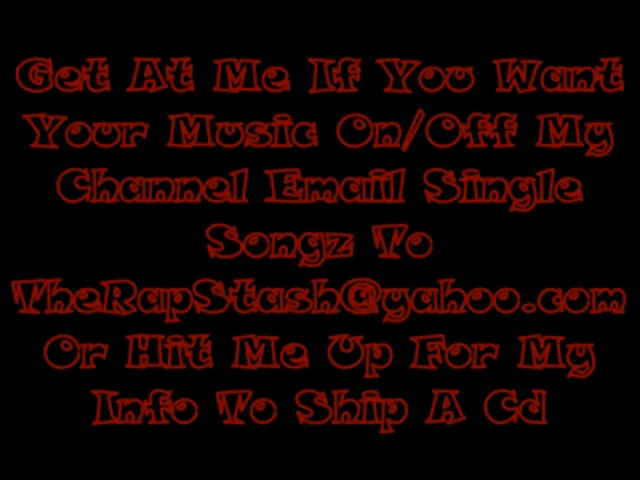 Get At Me If You Want
Your Music On/Off My
Channel Email Single
Songz To
TheRapStash@yahoo.com
Or Hit Me Up For My
Info To Ship A Cd